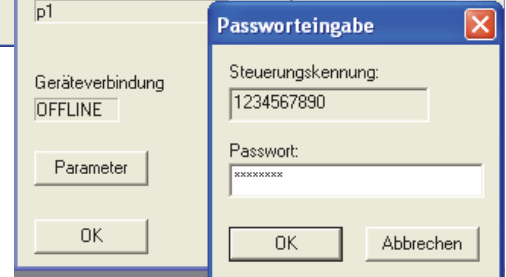 p1
Geräteverbindung
OFFLINE
Parameter
OK
Passworteingabe
Steuerungskennung:
1234567890
Passwort:
********
OK
Abbrechen